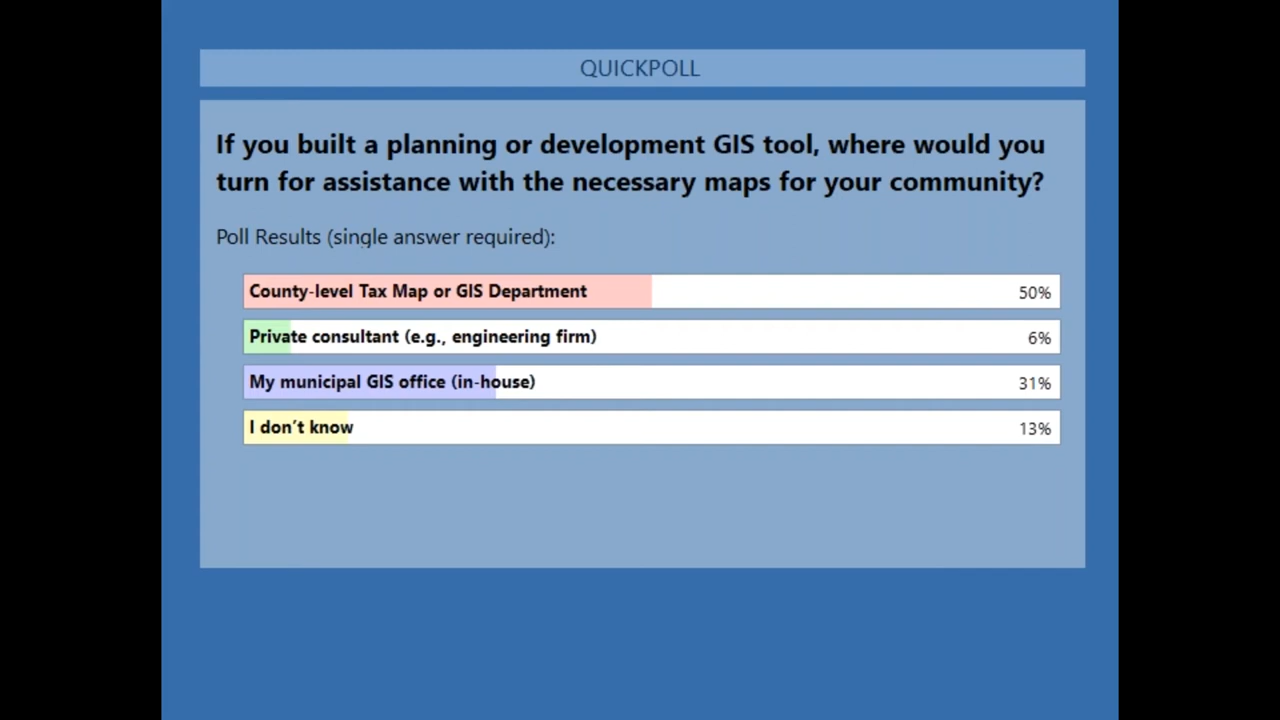 QUICKPOLL
If you built a planning or development GIS tool, where would you
turn for assistance with the necessary maps for your community?
Poll Results (single answer required):
County-level Tax Map or GIS Department 50%
Private consultant (e.g., engineering firm) 6%
My municipal GIS office (in-house) 31%
I don't know 13%